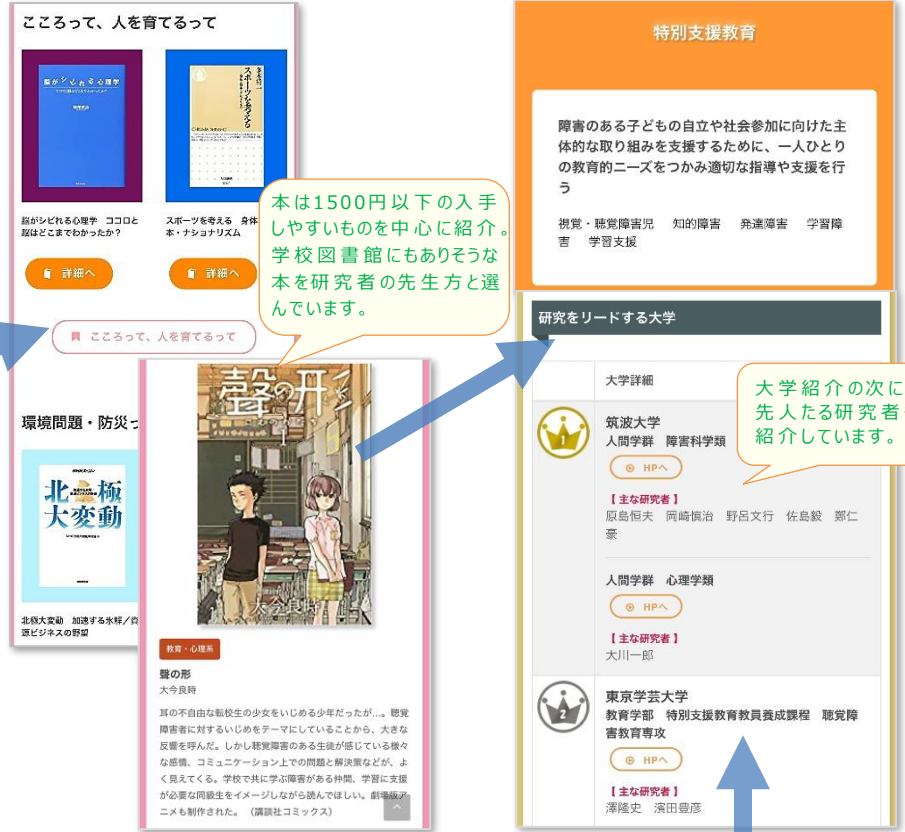 こころって、人を育てるって
脳がシビれる心理学
スポーツを考える
脳がシビれる心理学　ココロと
脳はどこまでわかったか？
スポーツを考える　身体
本・ナショナリズム
詳細へ
詳細へ
本は1500円以下の入手
しやすいものを中心に紹介。
学校図書館にもありそうな
本を研究者の先生方と選
んでいます。
こころって、人を育てるって
環境問題・防災っ
北極
大変動
北極大変動　加速する氷解／資
源ビジネスの野望
聲の形
1
大今良時
教育・心理系
聲の形
大今良時
耳の不自由な転校生の少女をいじめる少年だったが…。聴覚
障害者に対するいじめをテーマにしていることから、大きな
反響を呼んだ。しかし聴覚障害のある生徒が感じている様々
な感情、コミュニケーション上での問題と解決策などが、よ
く見えてくる。学校で共に学ぶ障害がある仲間、学習に支援
が必要な同級生をイメージしながら読んでほしい。劇場版ア
ニメも制作された。（講談社コミックス）
特別支援教育
障害のある子どもの自立や社会参加に向けた主
体的な取り組みを支援するために、一人ひとり
の教育的ニーズをつかみ適切な指導や支援を行
う
視覚・聴覚障害児　知的障害　発達障害　学習障
害　学習支援
研究をリードする大学
大学詳細
大学紹介の次に
先人たる研究者
紹介しています。
1
筑波大学
人間学群　障害科学類
HPへ
【主な研究者】
原島恒夫　岡崎慎治　野呂文行　佐島毅　鄭仁
豪
人間学群　心理学類
HPへ
【主な研究者】
大川一郎
2
東京学芸大学
教育学部　特別支援教育教員養成課程　聴覚障
害教育専攻
HPへ
【主な研究者】
澤隆史　濱田豊彦